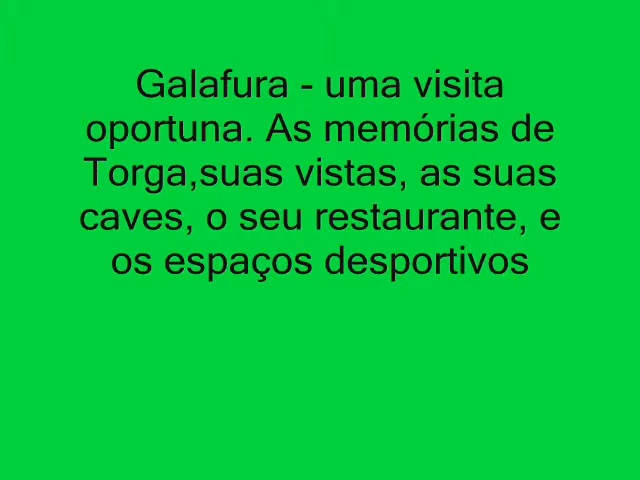 Galafura - uma visita
oportuna. As memórias de
Torga,suas vistas, as suas
caves, o seu restaurante, e
os espaços desportivos